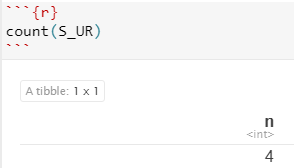 ```{r}
count(S_UR)
```
A tibble: 1 x 1
n
<int>
4